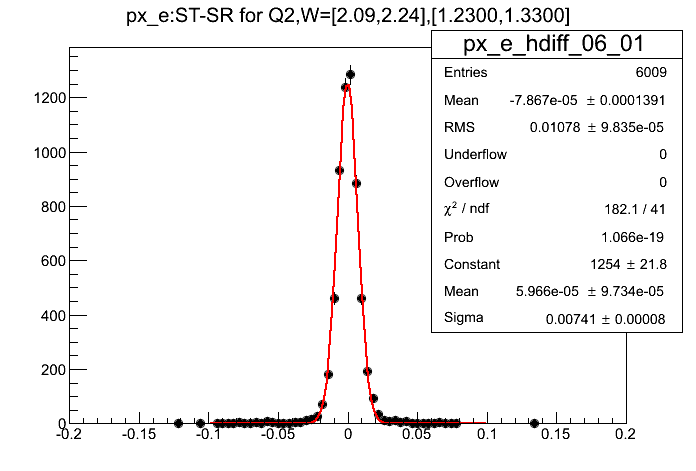 px_e:ST-SR for Q2,W=[2.09,2.24],[1.2300,1.3300]
px_e_hdiff_06_01
Entries 6009
Mean -7.867e-05 ± 0.0001391
RMS 0.01078 ± 9.835e-05
Underflow 0
Overflow 0
χ² / ndf 182.1 / 41
Prob 1.066e-19
Constant 1254 ± 21.8
Mean 5.966e-05 ± 9.734e-05
Sigma 0.00741 ± 0.00008
1200
1000
800
600
400
200
0
-0.2 -0.15 -0.1 -0.05 0 0.05 0.1 0.15 0.2